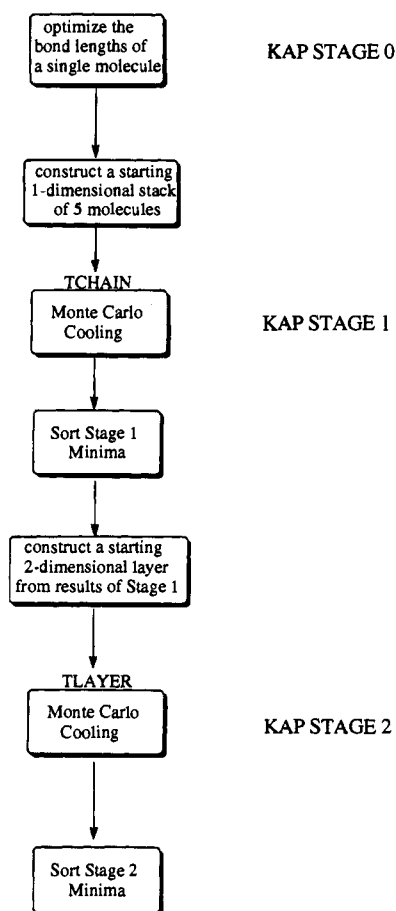 optimize the
bond lengths of
a single molecule
KAP STAGE 0
construct a starting
1-dimensional stack
of 5 molecules
TCHAIN
Monte Carlo
Cooling
KAP STAGE 1
Sort Stage 1
Minima
construct a starting
2-dimensional layer
from results of Stage 1
TLAYER
Monte Carlo
Cooling
KAP STAGE 2
Sort Stage 2
Minima